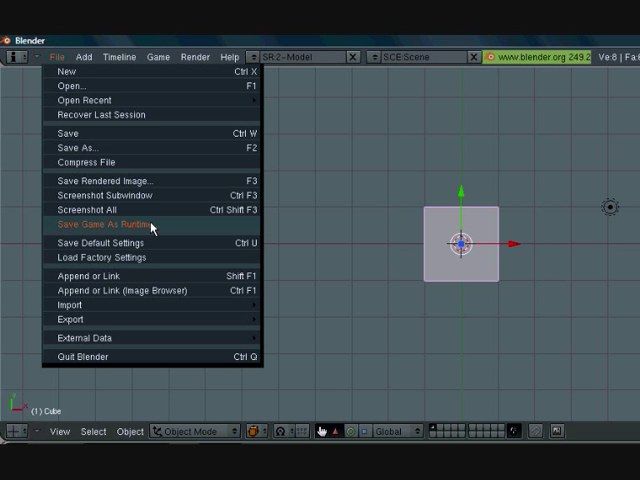 Blender
File Add Timeline Game Render Help SR:2-Model SCE:Scene www.blender.org 249.2 Ve:8 | Fa:
New Ctrl X
Open... F1
Open Recent
Recover Last Session
Save Ctrl W
Save As... F2
Compress File
Save Rendered Image... F3
Screenshot Subwindow Ctrl F3
Screenshot All Ctrl Shift F3
Save Game As Runtime
Save Default Settings Ctrl U
Load Factory Settings
Append or Link Shift F1
Append or Link (Image Browser) Ctrl F1
Import
Export
External Data
Quit Blender Ctrl Q
(1) Cube
View Select Object Object Mode Global